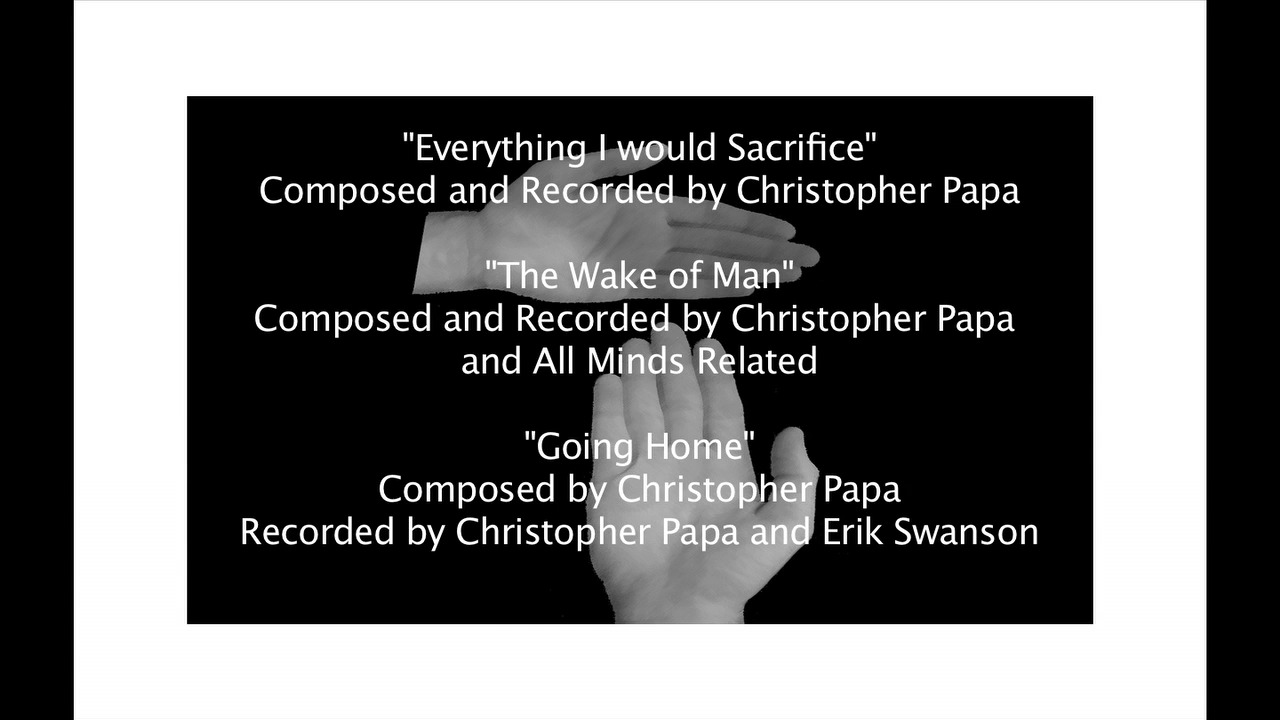 "Everything I would Sacrifice"
Composed and Recorded by Christopher Papa
"The Wake of Man"
Composed and Recorded by Christopher Papa
and All Minds Related
"Going Home"
Composed by Christopher Papa
Recorded by Christopher Papa and Erik Swanson